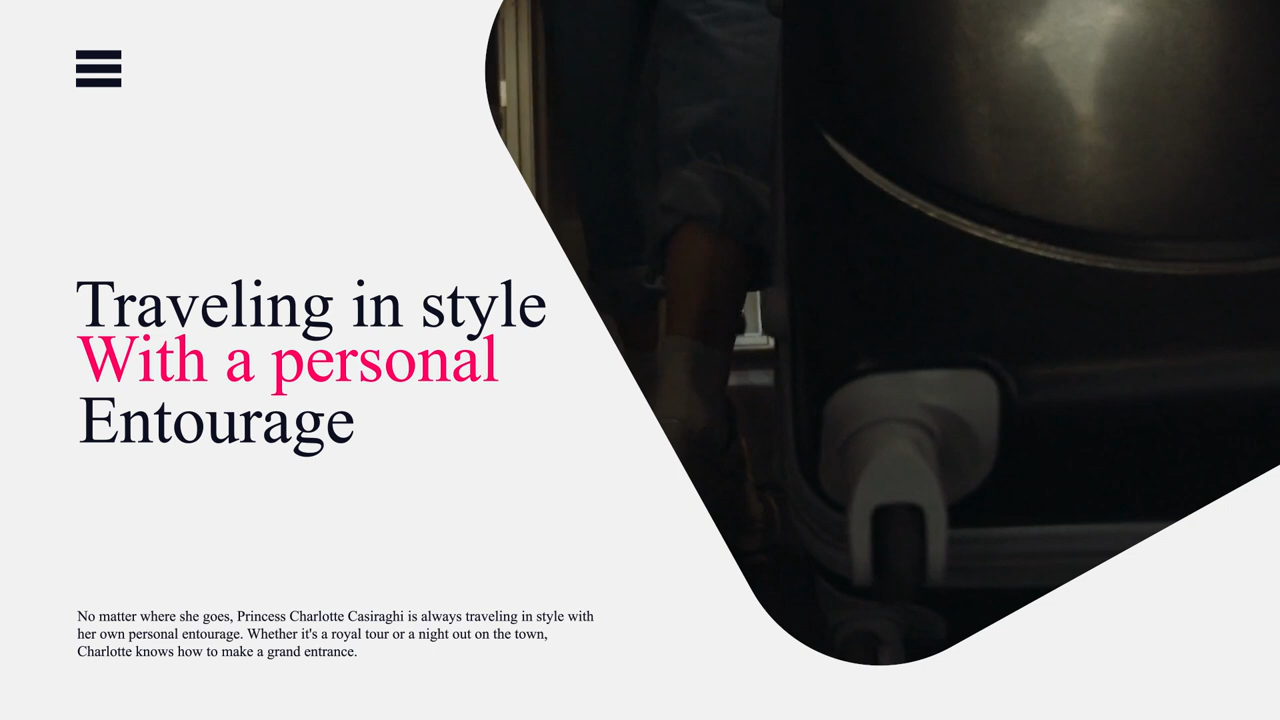 Traveling in style
With a personal
Entourage
No matter where she goes, Princess Charlotte Casiraghi is always traveling in style with
her own personal entourage. Whether it's a royal tour or a night out on the town,
Charlotte knows how to make a grand entrance.